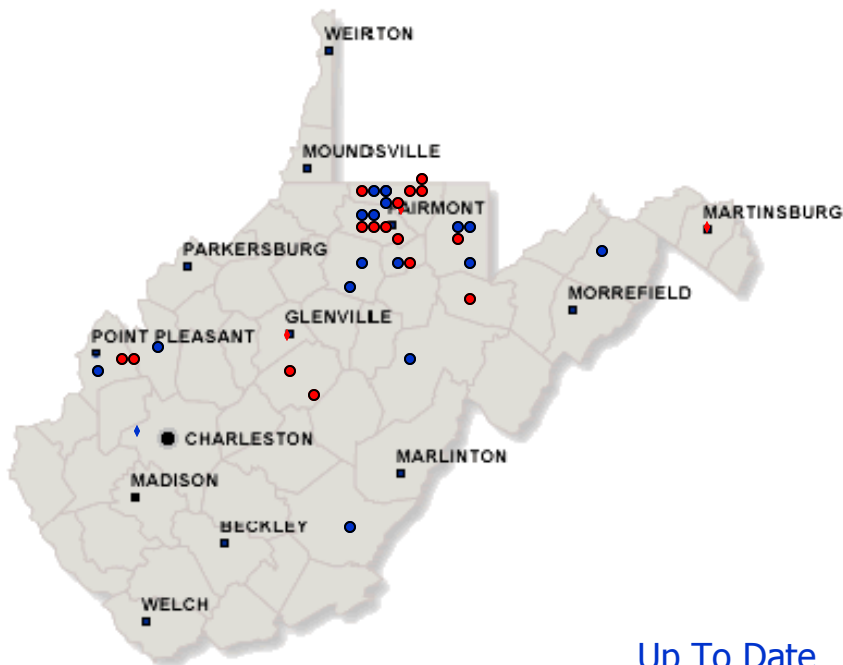 WEIRTON
MOUNDSVILLE
FAIRMONT
MARTINSBURG
PARKERSBURG
MORREFIELD
GLENVILLE
POINT PLEASANT
CHARLESTON
MARLINTON
MADISON
BECKLEY
WELCH
Up To Date